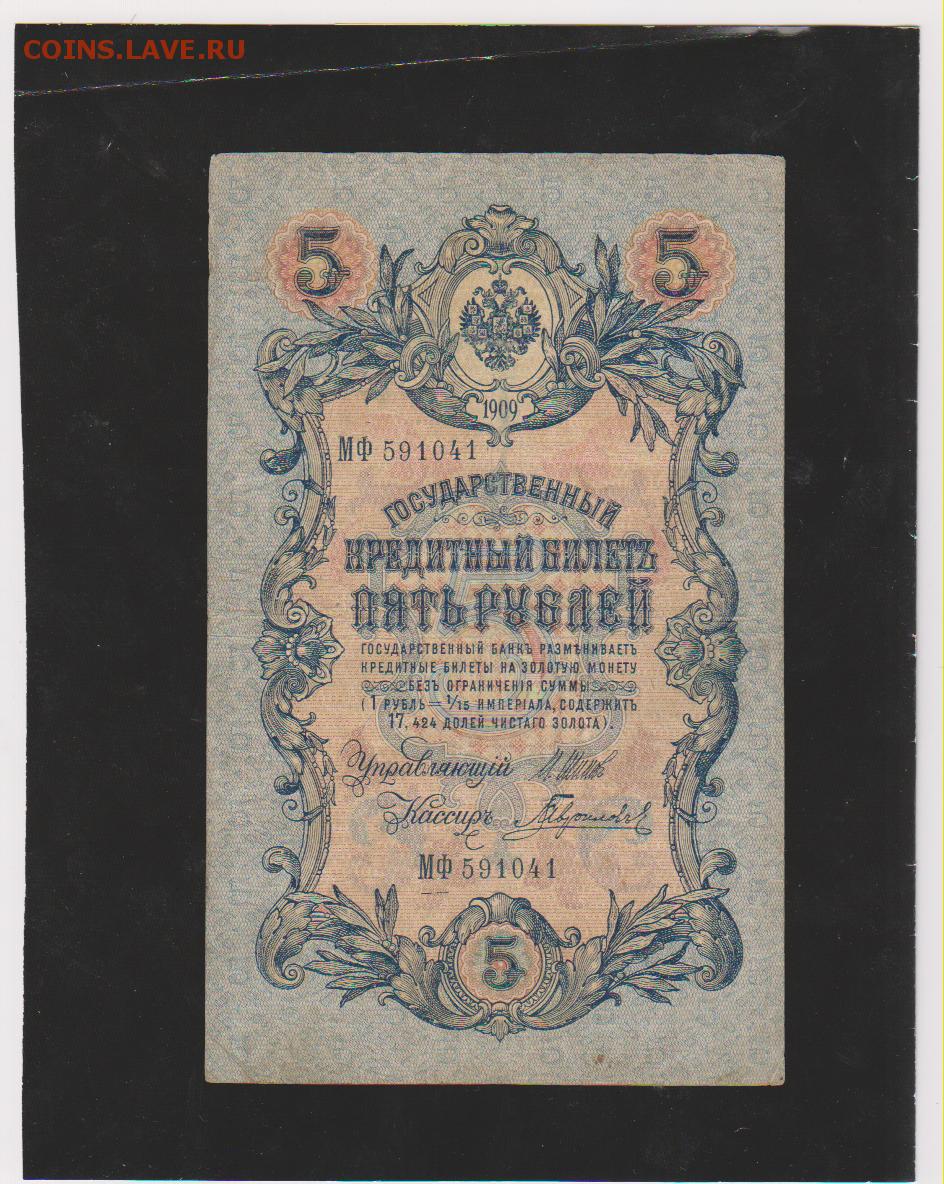 COINS.LAVE.RU
5 5
1909
МФ 591041
ГОСУДАРСТВЕННЫЙ
КРЕДИТНЫЙ БИЛЕТЪ
ПЯТЬ РУБЛЕЙ
ГОСУДАРСТВЕННЫЙ БАНКЪ РАЗМѢНИВАЕТЪ
КРЕДИТНЫЕ БИЛЕТЫ НА ЗОЛОТУЮ МОНЕТУ
БЕЗЪ ОГРАНИЧЕНІЯ СУММЫ
(1 РУБЛЬ — 1/15 ИМПЕРІАЛА, СОДЕРЖИТЪ
17,424 ДОЛЕЙ ЧИСТАГО ЗОЛОТА).
Управляющій
Кассиръ
МФ 591041
5